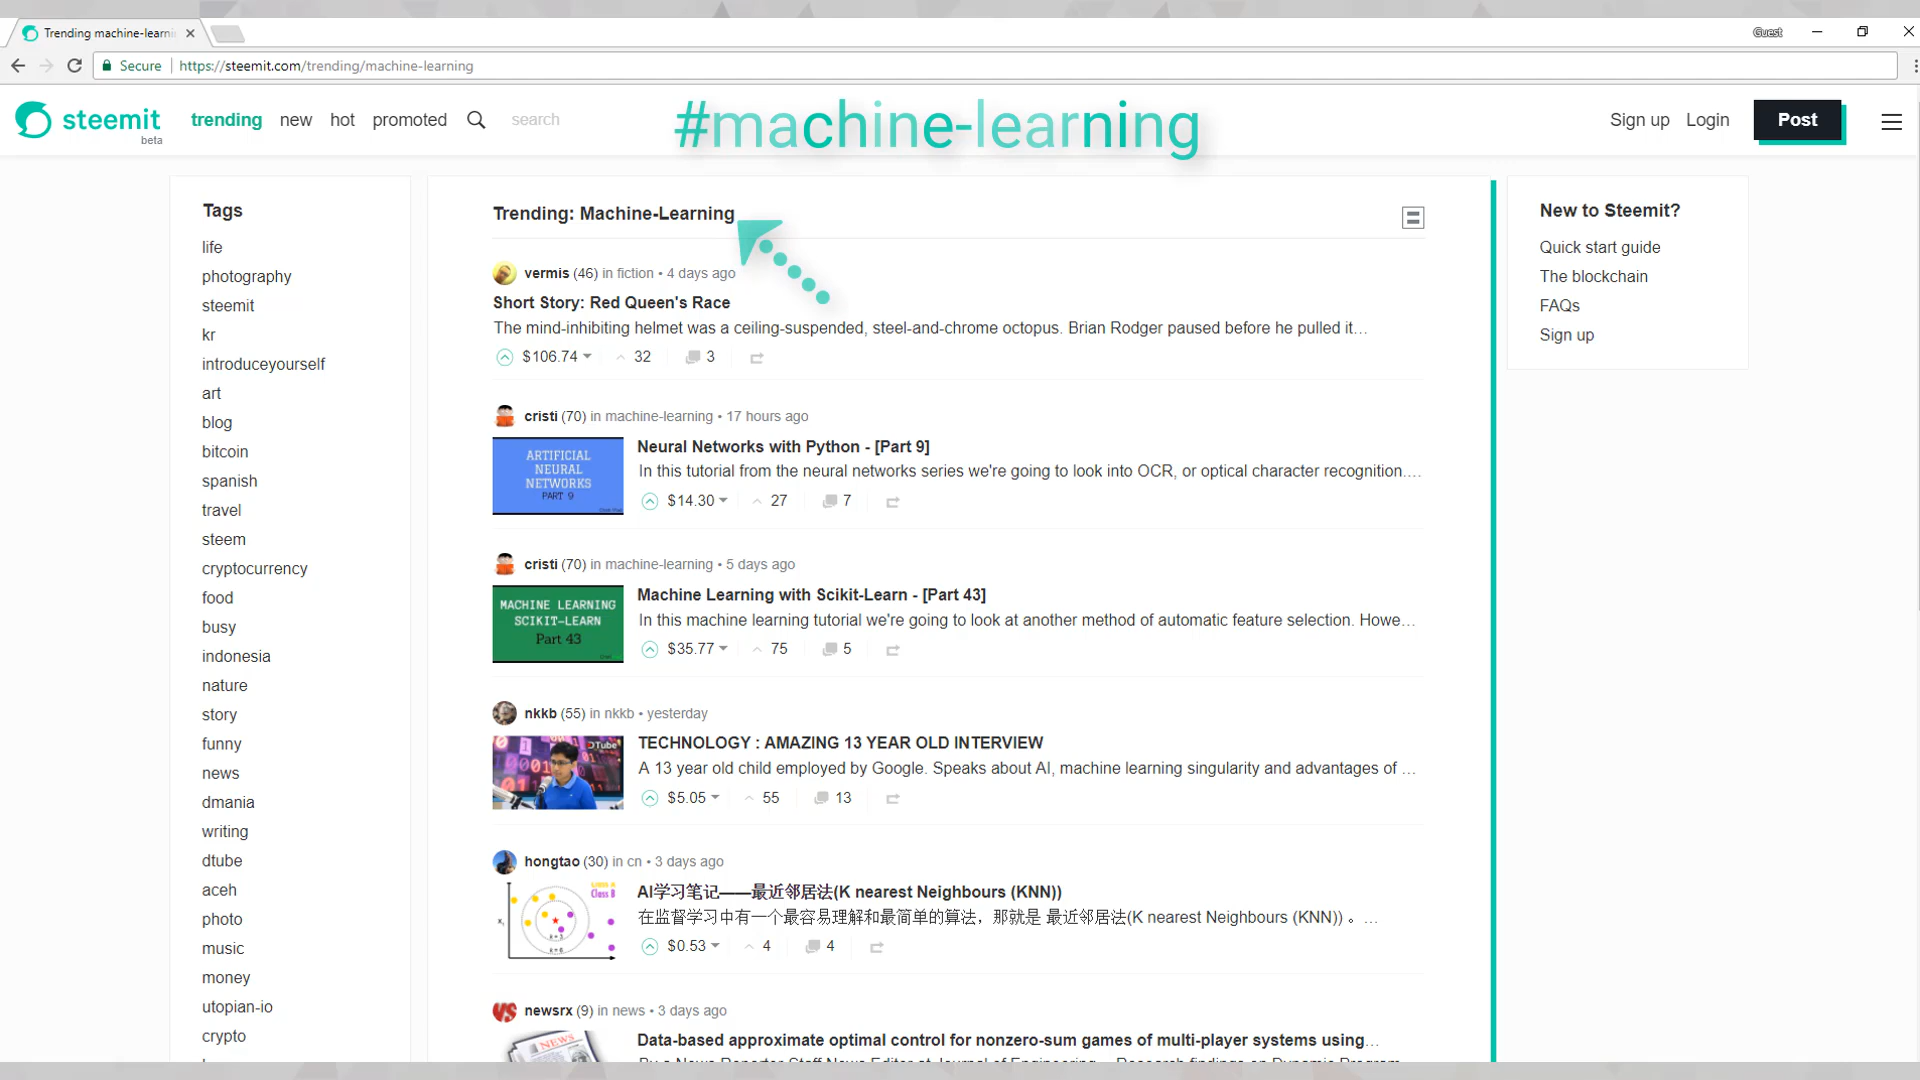 Trending machine-learni
Guest
Secure
https://steemit.com/trending/machine-learning
steemit
beta
trending new hot promoted search
#machine-learning
Sign up Login Post
Tags
life
photography
steemit
kr
introduceyourself
art
blog
bitcoin
spanish
travel
steem
cryptocurrency
food
busy
indonesia
nature
story
funny
news
dmania
writing
dtube
aceh
photo
music
money
utopian-io
crypto
Trending: Machine-Learning
vermis (46) in fiction • 4 days ago
Short Story: Red Queen's Race
The mind-inhibiting helmet was a ceiling-suspended, steel-and-chrome octopus. Brian Rodger paused before he pulled it…
$106.74 32 3
cristi (70) in machine-learning • 17 hours ago
ARTIFICIAL
NEURAL
NETWORKS
PART 9
Neural Networks with Python - [Part 9]
In this tutorial from the neural networks series we're going to look into OCR, or optical character recognition.…
$14.30 27 7
cristi (70) in machine-learning • 5 days ago
MACHINE LEARNING
SCIKIT-LEARN
Part 43
Machine Learning with Scikit-Learn - [Part 43]
In this machine learning tutorial we're going to look at another method of automatic feature selection. Howe…
$35.77 75 5
nkkb (55) in nkkb • yesterday
DTube
TECHNOLOGY : AMAZING 13 YEAR OLD INTERVIEW
A 13 year old child employed by Google. Speaks about AI, machine learning singularity and advantages of …
$5.05 55 13
hongtao (30) in cn • 3 days ago
Class B
k=3
k=6
AI学习笔记——最近邻居法(K nearest Neighbours (KNN))
在监督学习中有一个最容易理解和最简单的算法，那就是 最近邻居法(K nearest Neighbours (KNN)) 。…
$0.53 4 4
newsrx (9) in news • 3 days ago
NEWS
Data-based approximate optimal control for nonzero-sum games of multi-player systems using…
New to Steemit?
Quick start guide
The blockchain
FAQs
Sign up